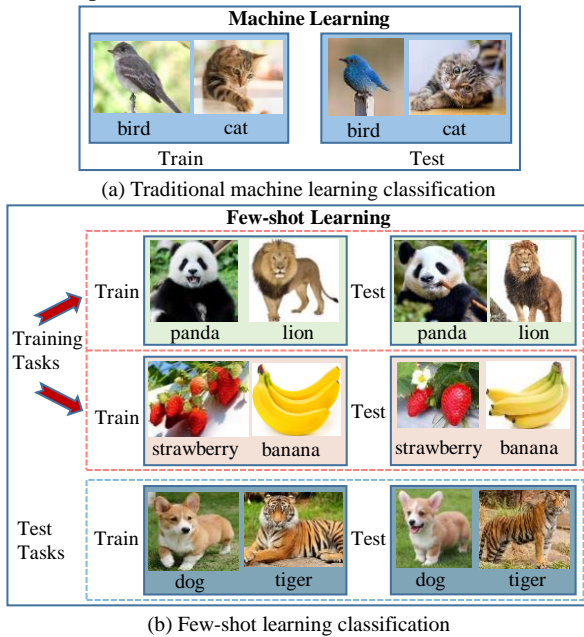 Machine Learning
bird cat bird cat
Train Test
(a) Traditional machine learning classification
Few-shot Learning
Training
Tasks
Train Test
panda lion panda lion
Train Test
strawberry banana strawberry banana
Test
Tasks
Train Test
dog tiger dog tiger
(b) Few-shot learning classification